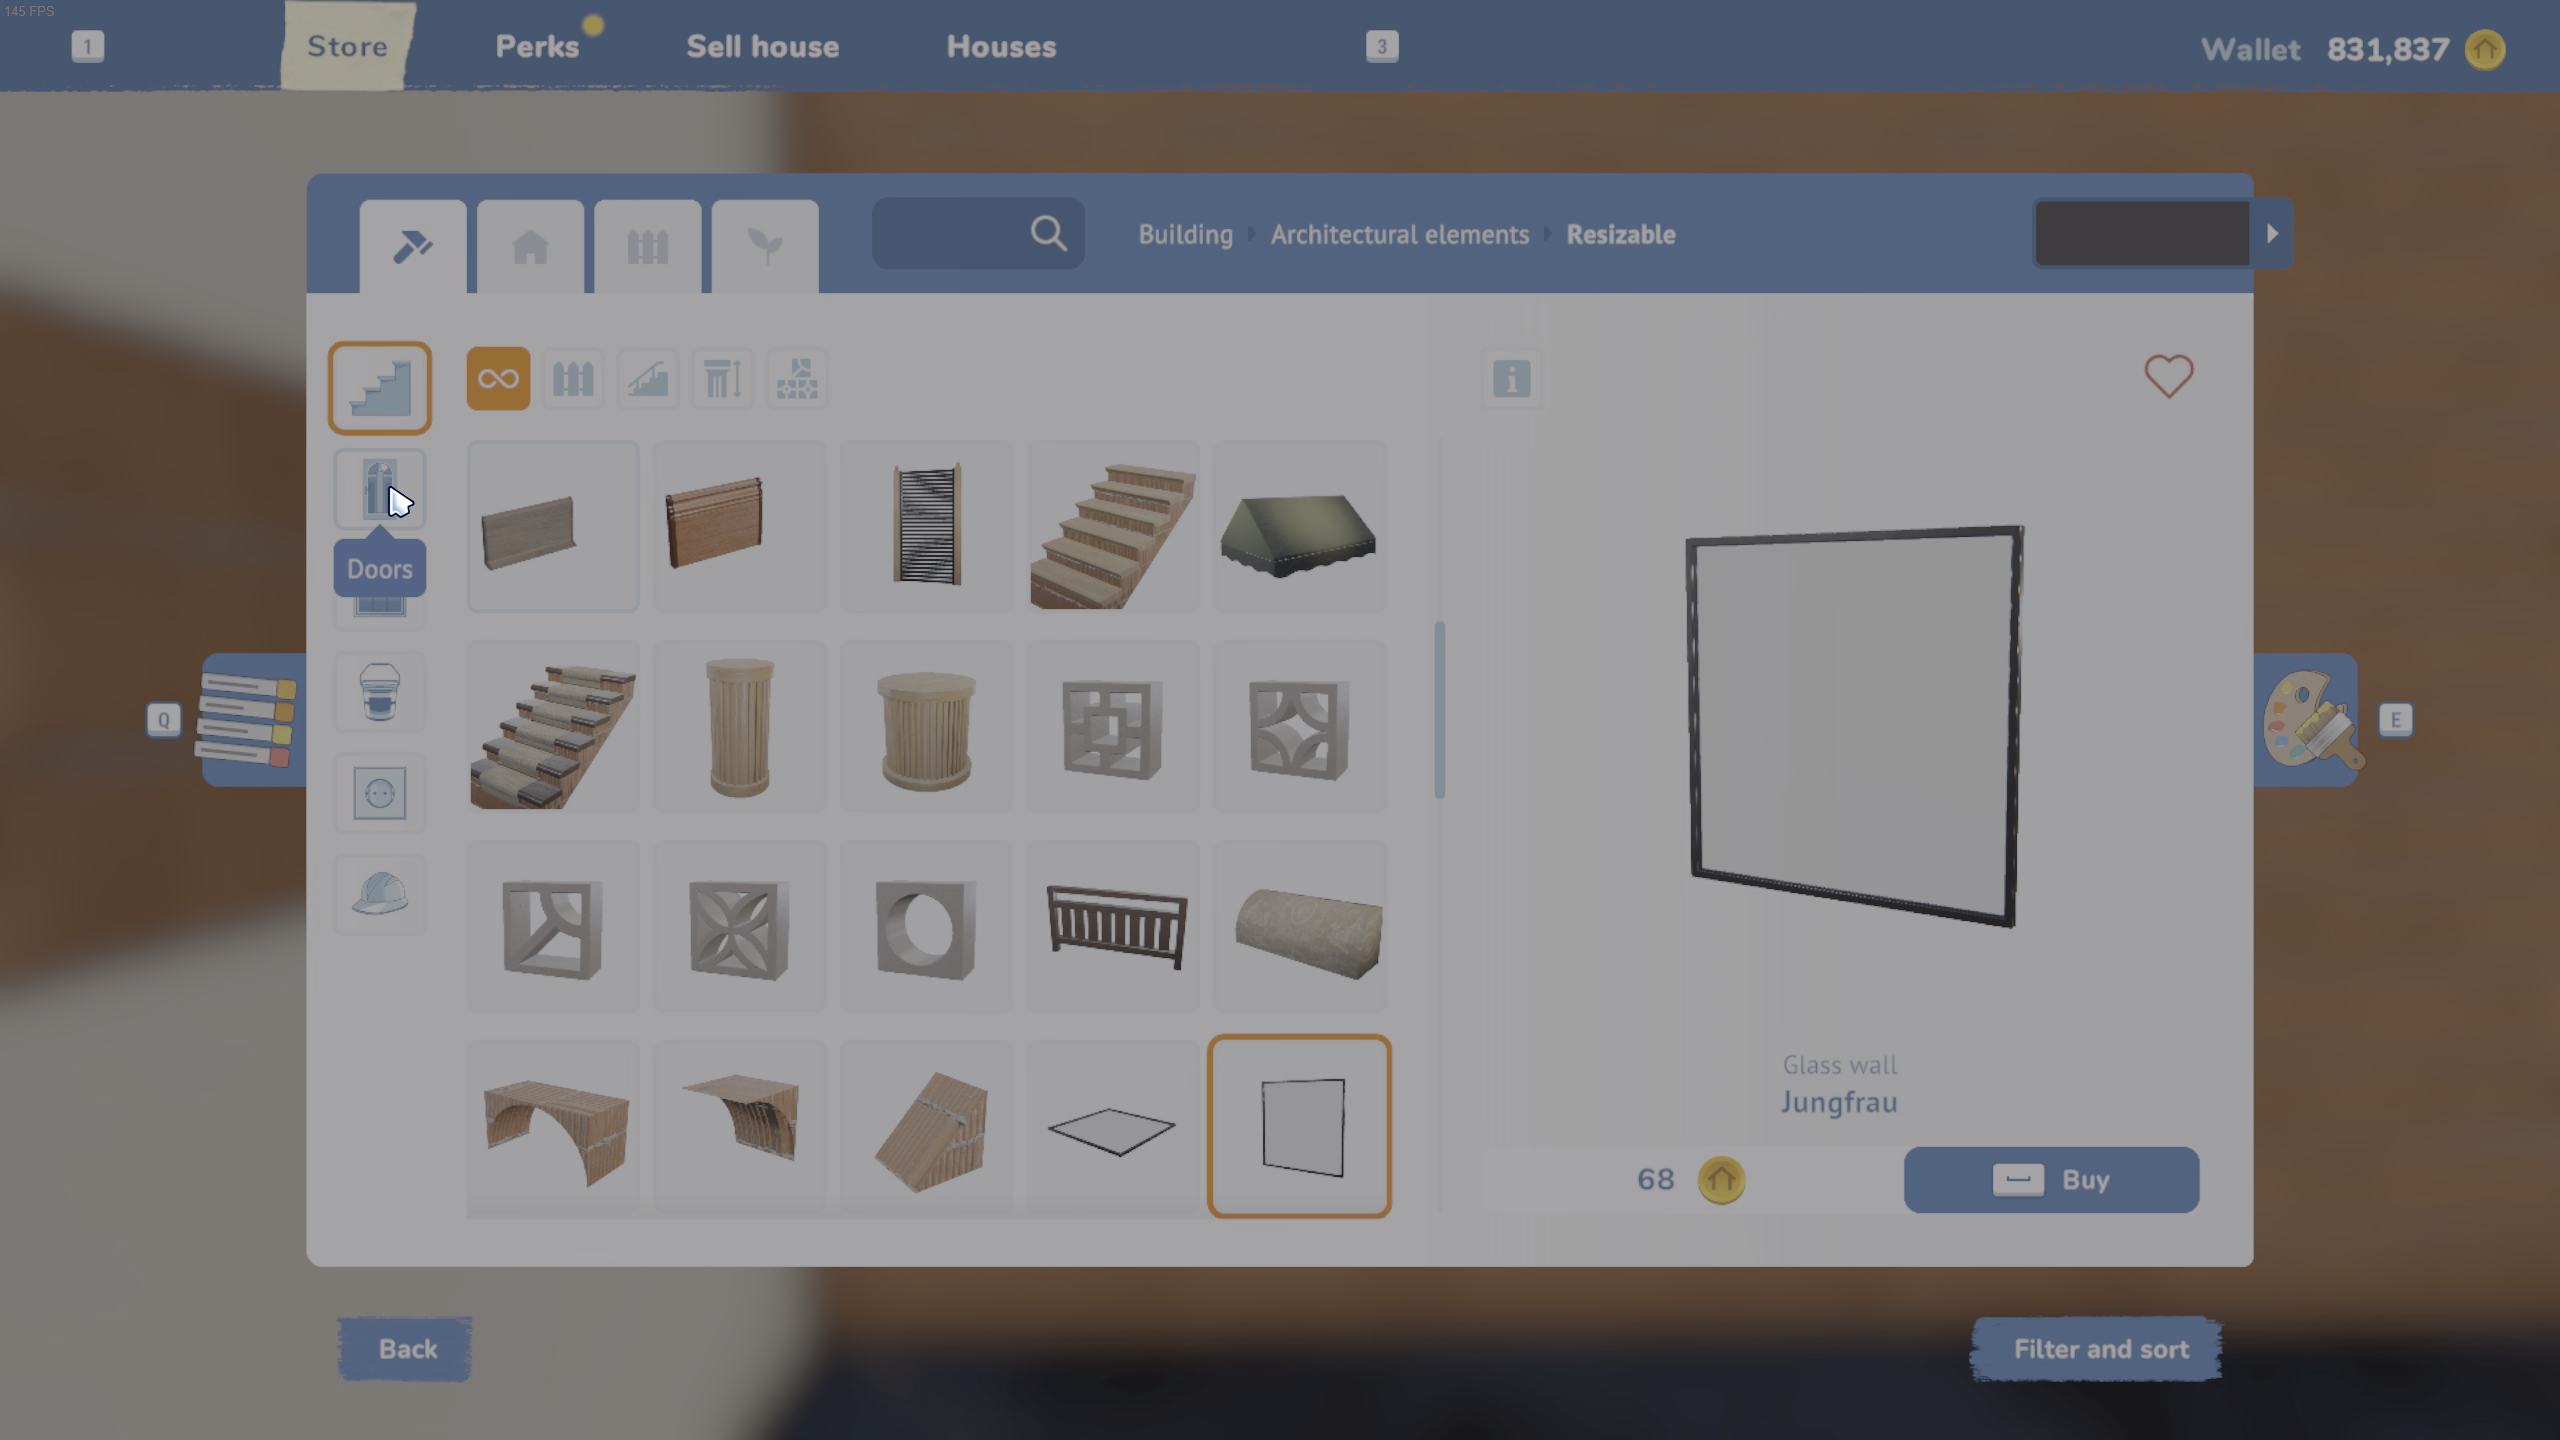 145 FPS
1
Store
Perks
Sell house
Houses
3
Wallet 831,837
Building
Architectural elements
Resizable
Doors
Q
E
Glass wall
Jungfrau
68
Buy
Back
Filter and sort